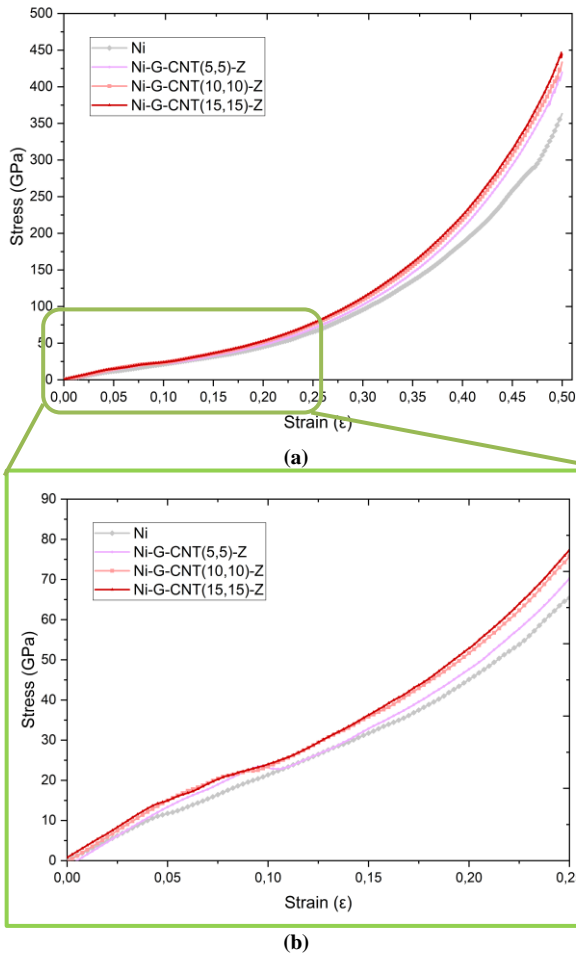 500
450
400
350
300
250
200
150
100
50
0
Stress (GPa)
Ni
Ni-G-CNT(5,5)-Z
Ni-G-CNT(10,10)-Z
Ni-G-CNT(15,15)-Z
0,00 0,05 0,10 0,15 0,20 0,25 0,30 0,35 0,40 0,45 0,50
Strain (ε)
(a)
90
80
70
60
50
40
30
20
10
0
Stress (GPa)
Ni
Ni-G-CNT(5,5)-Z
Ni-G-CNT(10,10)-Z
Ni-G-CNT(15,15)-Z
0,00 0,05 0,10 0,15 0,20 0,25
Strain (ε)
(b)